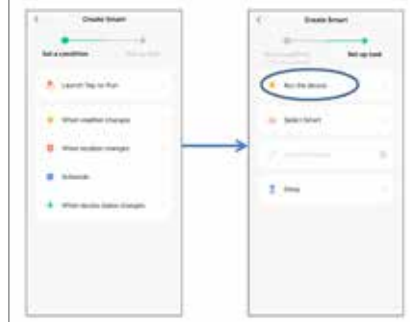 Create Smart
Set a condition
Launch Tap-to-Run
When weather changes
When location changes
Schedule
When device status changes
Create Smart
Set up task
Run the device
Select Smart
Delay